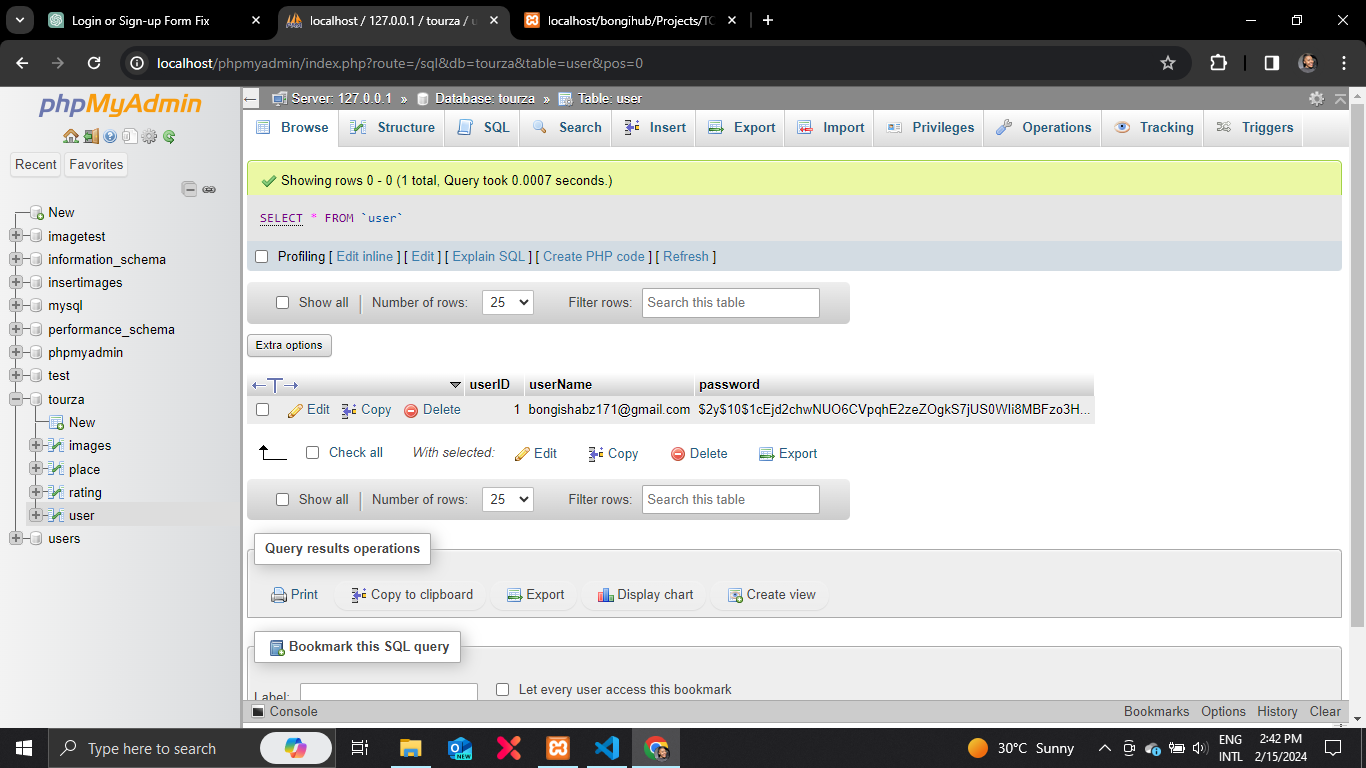 Login or Sign-up Form Fix
localhost / 127.0.0.1 / tourza / u
localhost/bongihub/Projects/TC
localhost/phpmyadmin/index.php?route=/sql&db=tourza&table=user&pos=0
phpMyAdmin
Recent Favorites
New
imagetest
information_schema
insertimages
mysql
performance_schema
phpmyadmin
test
tourza
New
images
place
rating
user
users
Server: 127.0.0.1 » Database: tourza » Table: user
Browse Structure SQL Search Insert Export Import Privileges Operations Tracking Triggers
Showing rows 0 - 0 (1 total, Query took 0.0007 seconds.)
SELECT * FROM `user`
Profiling [ Edit inline ] [ Edit ] [ Explain SQL ] [ Create PHP code ] [ Refresh ]
Show all Number of rows: 25 Filter rows: Search this table
Extra options
userID userName password
Edit Copy Delete 1 bongishabz171@gmail.com $2y$10$1cEjd2chwNUO6CVpqhE2zeZOgkS7jUS0WIi8MBFzo3H...
Check all With selected: Edit Copy Delete Export
Show all Number of rows: 25 Filter rows: Search this table
Query results operations
Print Copy to clipboard Export Display chart Create view
Bookmark this SQL query
Label: Let every user access this bookmark
Console Bookmarks Options History Clear
Type here to search
NEW
30°C Sunny
ENG
INTL
2:42 PM
2/15/2024